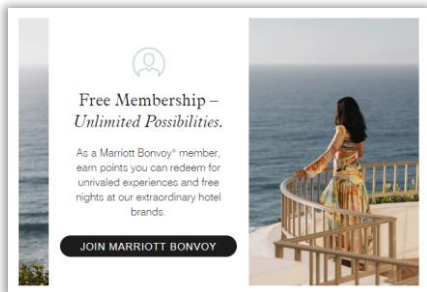 Free Membership –
Unlimited Possibilities.
As a Marriott Bonvoy® member,
earn points you can redeem for
unrivaled experiences and free
nights at our extraordinary hotel
brands.
JOIN MARRIOTT BONVOY